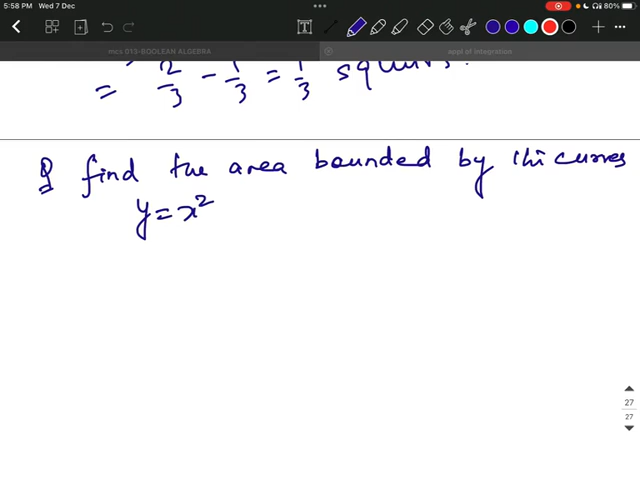 5:58 PM Wed 7 Dec
80%
mcs 013-BOOLEAN ALGEBRA
appl of integration
= 2/3 - 1/3 = 1/3
Q find the area bounded by the curves
y = x²
27
27